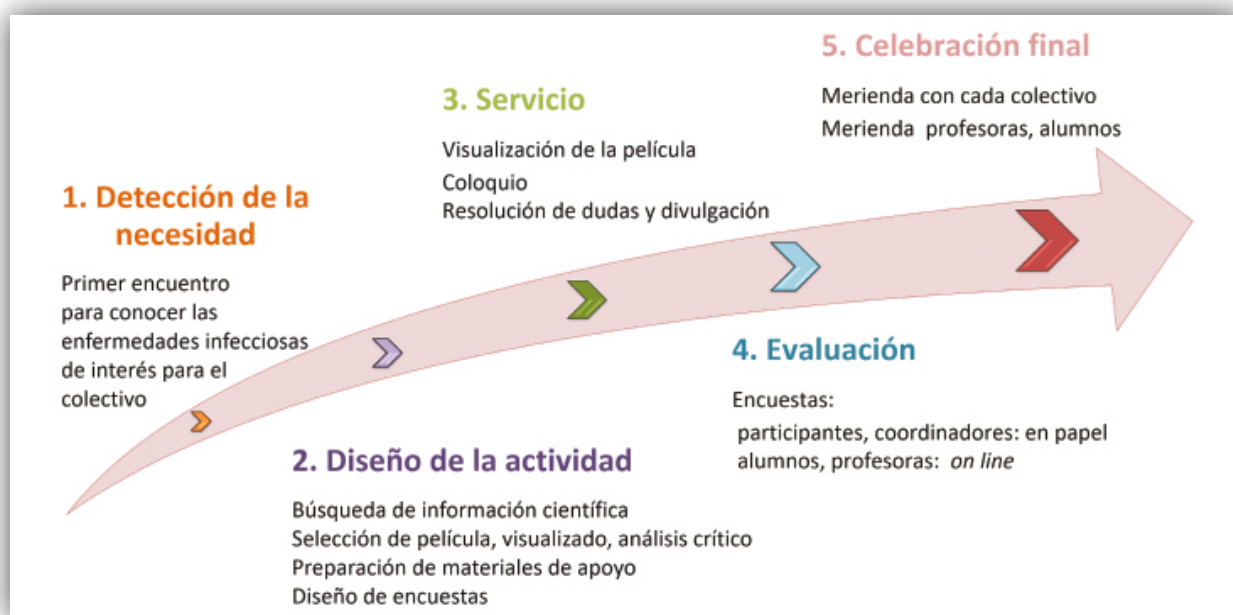 1. Detección de la
necesidad
Primer encuentro
para conocer las
enfermedades infecciosas
de interés para el
colectivo
2. Diseño de la actividad
Búsqueda de información científica
Selección de película, visualizado, análisis crítico
Preparación de materiales de apoyo
Diseño de encuestas
3. Servicio
Visualización de la película
Coloquio
Resolución de dudas y divulgación
4. Evaluación
Encuestas:
participantes, coordinadores: en papel
alumnos, profesoras: on line
5. Celebración final
Merienda con cada colectivo
Merienda profesoras, alumnos